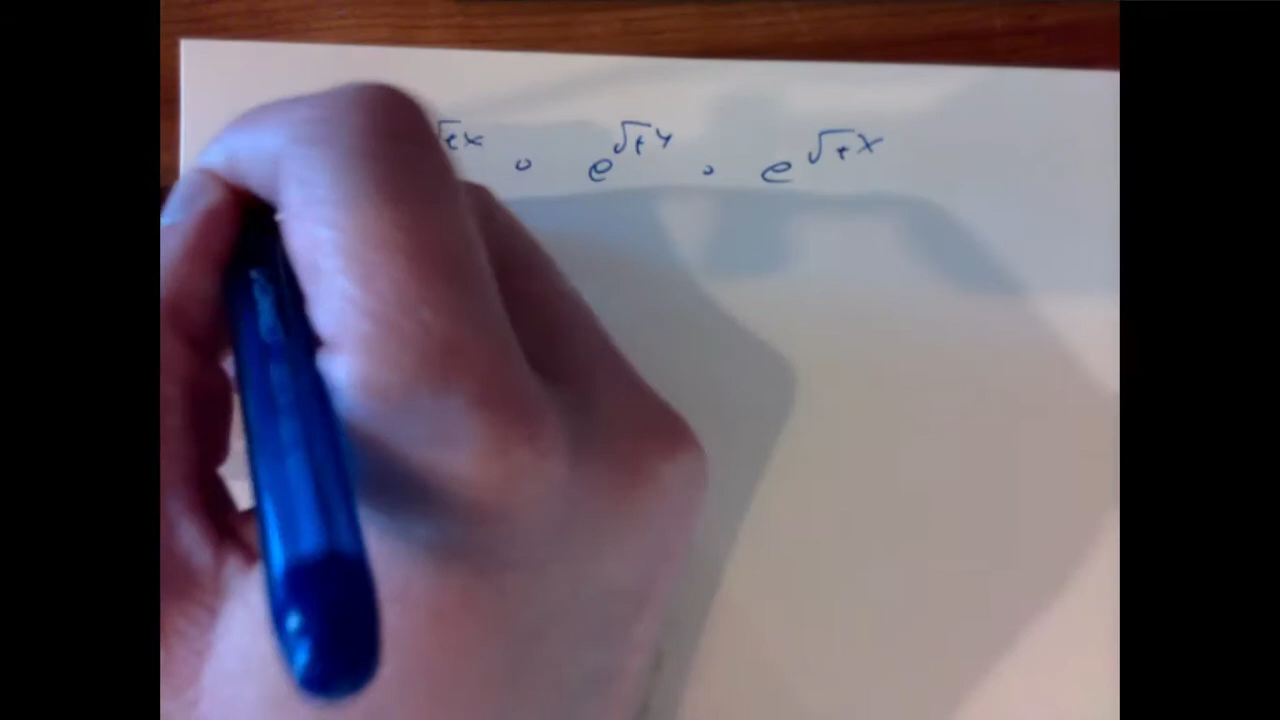 √tx ∘ e^√ty ∘ e^√tx